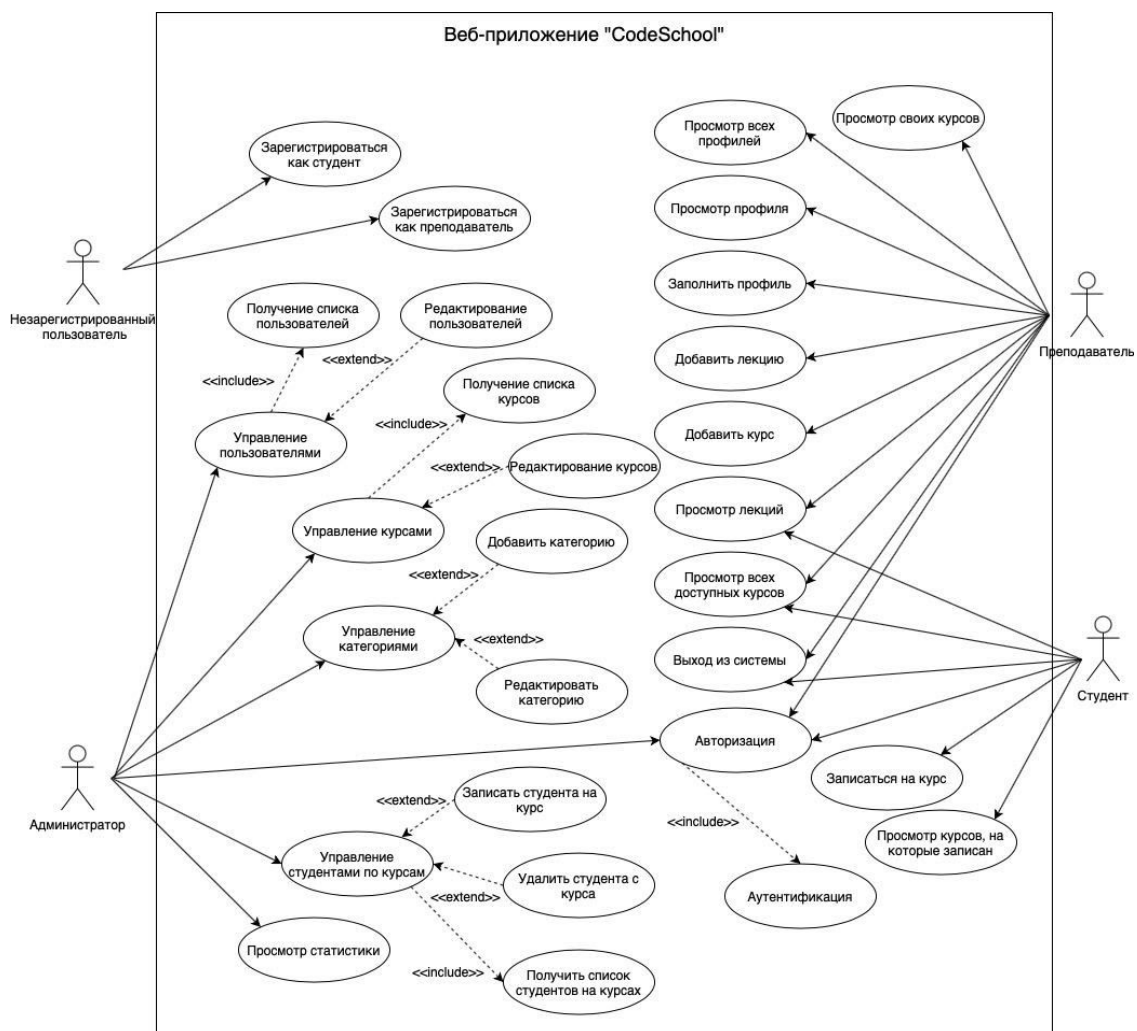 Веб-приложение "CodeSchool"
Зарегистрироваться
как студент
Зарегистрироваться
как преподаватель
Незарегистрированный
пользователь
Получение списка
пользователей
Редактирование
пользователей
<<include>>
<<extend>>
Управление
пользователями
Получение списка
курсов
<<include>>
<<extend>>
Редактирование курсов
Управление курсами
Добавить категорию
<<extend>>
Управление
категориями
<<extend>>
Редактировать
категорию
Администратор
Записать студента на
курс
<<extend>>
Управление
студентами по курсам
Удалить студента с
курса
<<extend>>
Просмотр статистики
<<include>>
Получить список
студентов на курсах
Просмотр всех
профилей
Просмотр своих курсов
Просмотр профиля
Заполнить профиль
Преподаватель
Добавить лекцию
Добавить курс
Просмотр лекций
Просмотр всех
доступных курсов
Выход из системы
Студент
Авторизация
Записаться на курс
<<include>>
Просмотр курсов, на
которые записан
Аутентификация